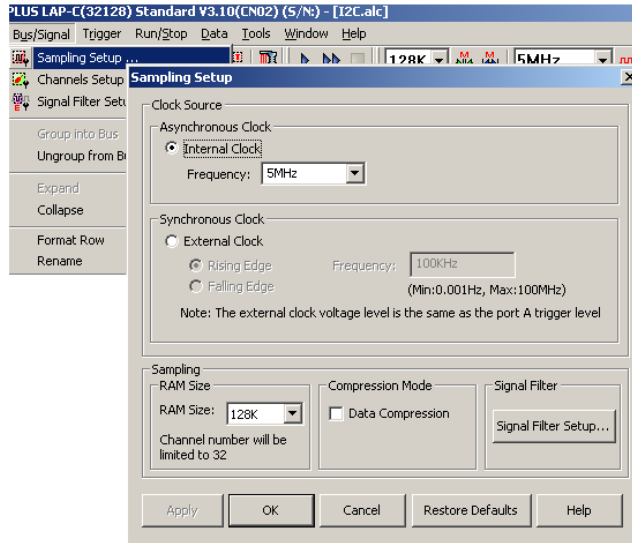 PLUS LAP-C(32128) Standard V3.10(CN02) (S/N:) - [I2C.alc]
Bus/Signal Trigger Run/Stop Data Tools Window Help
Sampling Setup ...
128K 5MHz
Channels Setup
Signal Filter Setu
Group into Bus
Ungroup from Bu
Expand
Collapse
Format Row
Rename
Sampling Setup
Clock Source
Asynchronous Clock
Internal Clock
Frequency: 5MHz
Synchronous Clock
External Clock
Rising Edge Frequency: 100KHz
Falling Edge (Min:0.001Hz, Max:100MHz)
Note: The external clock voltage level is the same as the port A trigger level
Sampling
RAM Size
RAM Size: 128K
Channel number will be
limited to 32
Compression Mode
Data Compression
Signal Filter
Signal Filter Setup...
Apply OK Cancel Restore Defaults Help